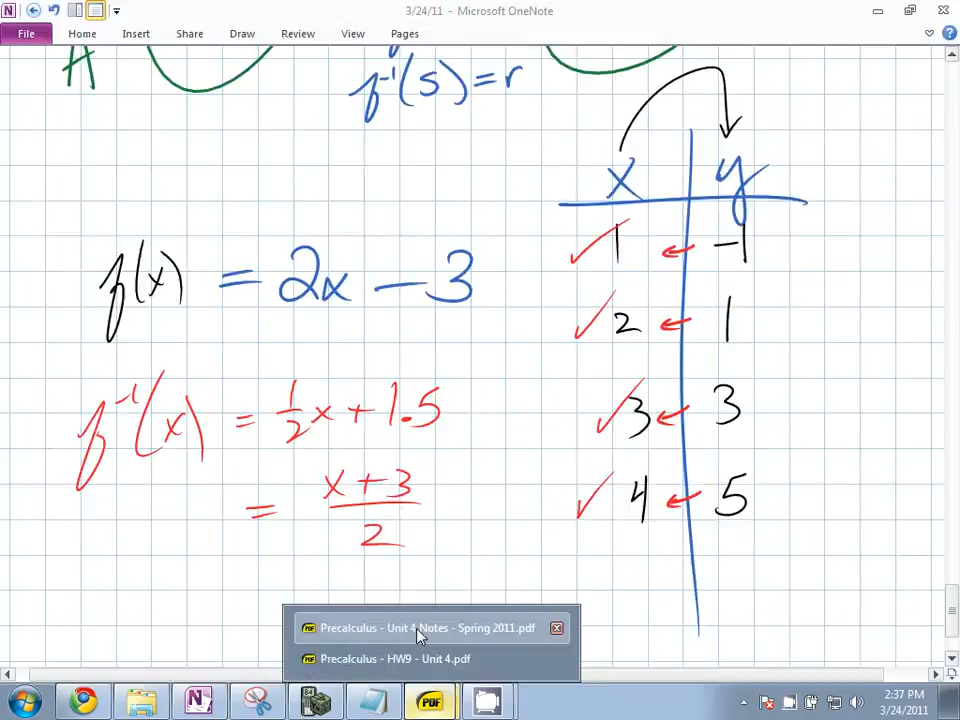 3/24/11 - Microsoft OneNote
File Home Insert Share Draw Review View Pages
A
f⁻¹(s) = r
x y
1 ← -1
f(x) = 2x - 3
2 ← 1
f⁻¹(x) = 1/2 x + 1.5
3 ← 3
= x + 3 / 2
4 ← 5
Precalculus - Unit 4 Notes - Spring 2011.pdf
Precalculus - HW9 - Unit 4.pdf
PDF
2:37 PM
3/24/2011